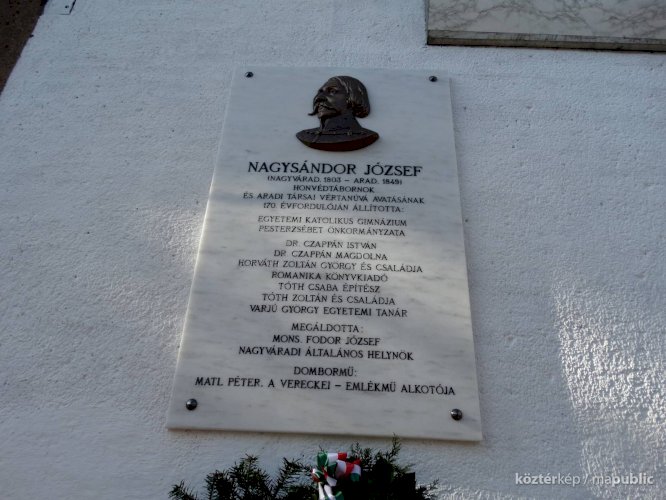 NAGYSÁNDOR JÓZSEF
(NAGYVÁRAD, 1803 – ARAD, 1849)
HONVÉDTÁBORNOK
ÉS ARADI TÁRSAI VÉRTANÚVÁ AVATÁSÁNAK
170. ÉVFORDULÓJÁN ÁLLÍTOTTA:
EGYETEMI KATOLIKUS GIMNÁZIUM
PESTERZSÉBET ÖNKORMÁNYZATA
DR. CZAPPÁN ISTVÁN
DR. CZAPPÁN MAGDOLNA
HORVÁTH ZOLTÁN GYÖRGY ÉS CSALÁDJA
ROMANIKA KÖNYVKIADÓ
TÓTH CSABA ÉPÍTÉSZ
TÓTH ZOLTÁN ÉS CSALÁDJA
VARJÚ GYÖRGY EGYETEMI TANÁR
MEGÁLDOTTA:
MONS. FODOR JÓZSEF
NAGYVÁRADI ÁLTALÁNOS HELYNÖK
DOMBORMŰ:
MATL PÉTER, A VERECKEI – EMLÉKMŰ ALKOTÓJA
köztérkép / mapublic